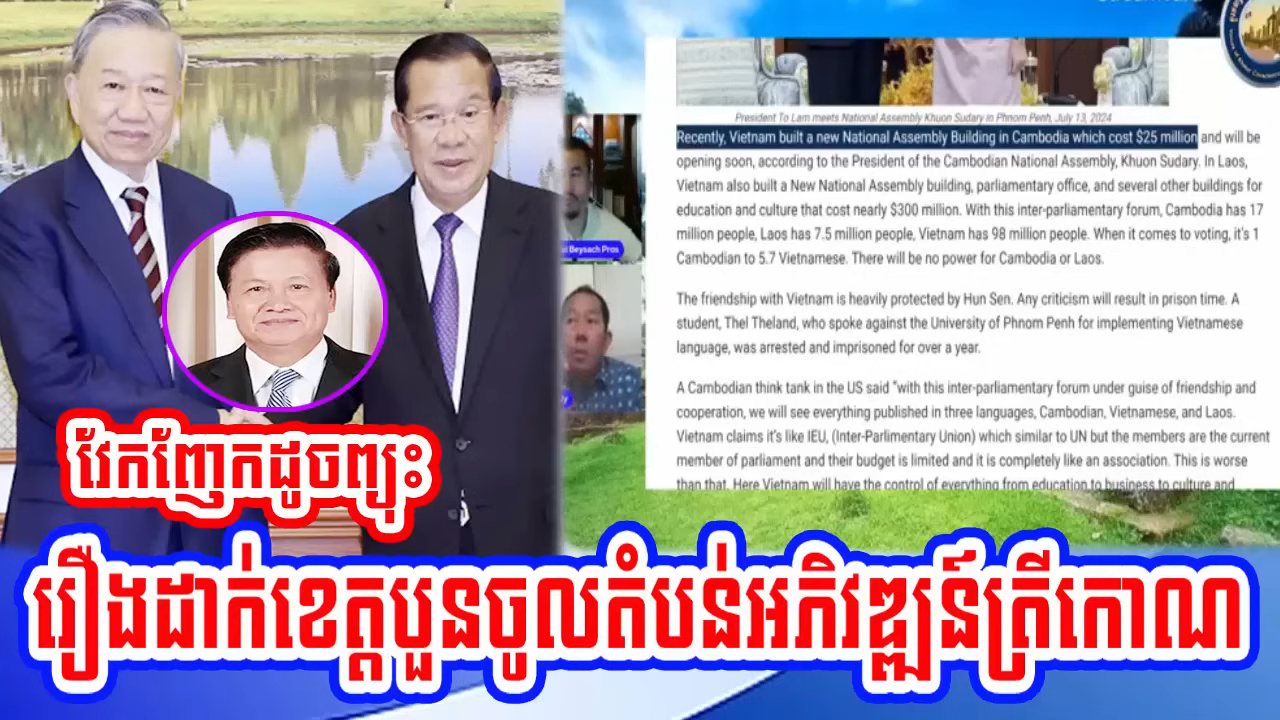 President To Lam meets National Assembly Khuon Sudary in Phnom Penh, July 13, 2024
Recently, Vietnam built a new National Assembly Building in Cambodia which cost $25 million and will be
opening soon, according to the President of the Cambodian National Assembly, Khuon Sudary. In Laos,
Vietnam also built a New National Assembly building, parliamentary office, and several other buildings for
education and culture that cost nearly $300 million. With this inter-parliamentary forum, Cambodia has 17
million people, Laos has 7.5 million people, Vietnam has 98 million people. When it comes to voting, it's 1
Cambodian to 5.7 Vietnamese. There will be no power for Cambodia or Laos.
The friendship with Vietnam is heavily protected by Hun Sen. Any criticism will result in prison time. A
student, Thel Theland, who spoke against the University of Phnom Penh for implementing Vietnamese
language, was arrested and imprisoned for over a year.
A Cambodian think tank in the US said "with this inter-parliamentary forum under guise of friendship and
cooperation, we will see everything published in three languages, Cambodian, Vietnamese, and Laos.
Vietnam claims it's like IEU, (Inter-Parlimentary Union) which similar to UN but the members are the current
member of parliament and their budget is limited and it is completely like an association. This is worse
than that. Here Vietnam will have the control of everything from education to business to culture and
Beysach Pros
វែកញែកដូចព្យុះ
រឿងដាក់ខេត្តបួនចូលតំបន់អភិវឌ្ឍន៍ត្រីកោណ